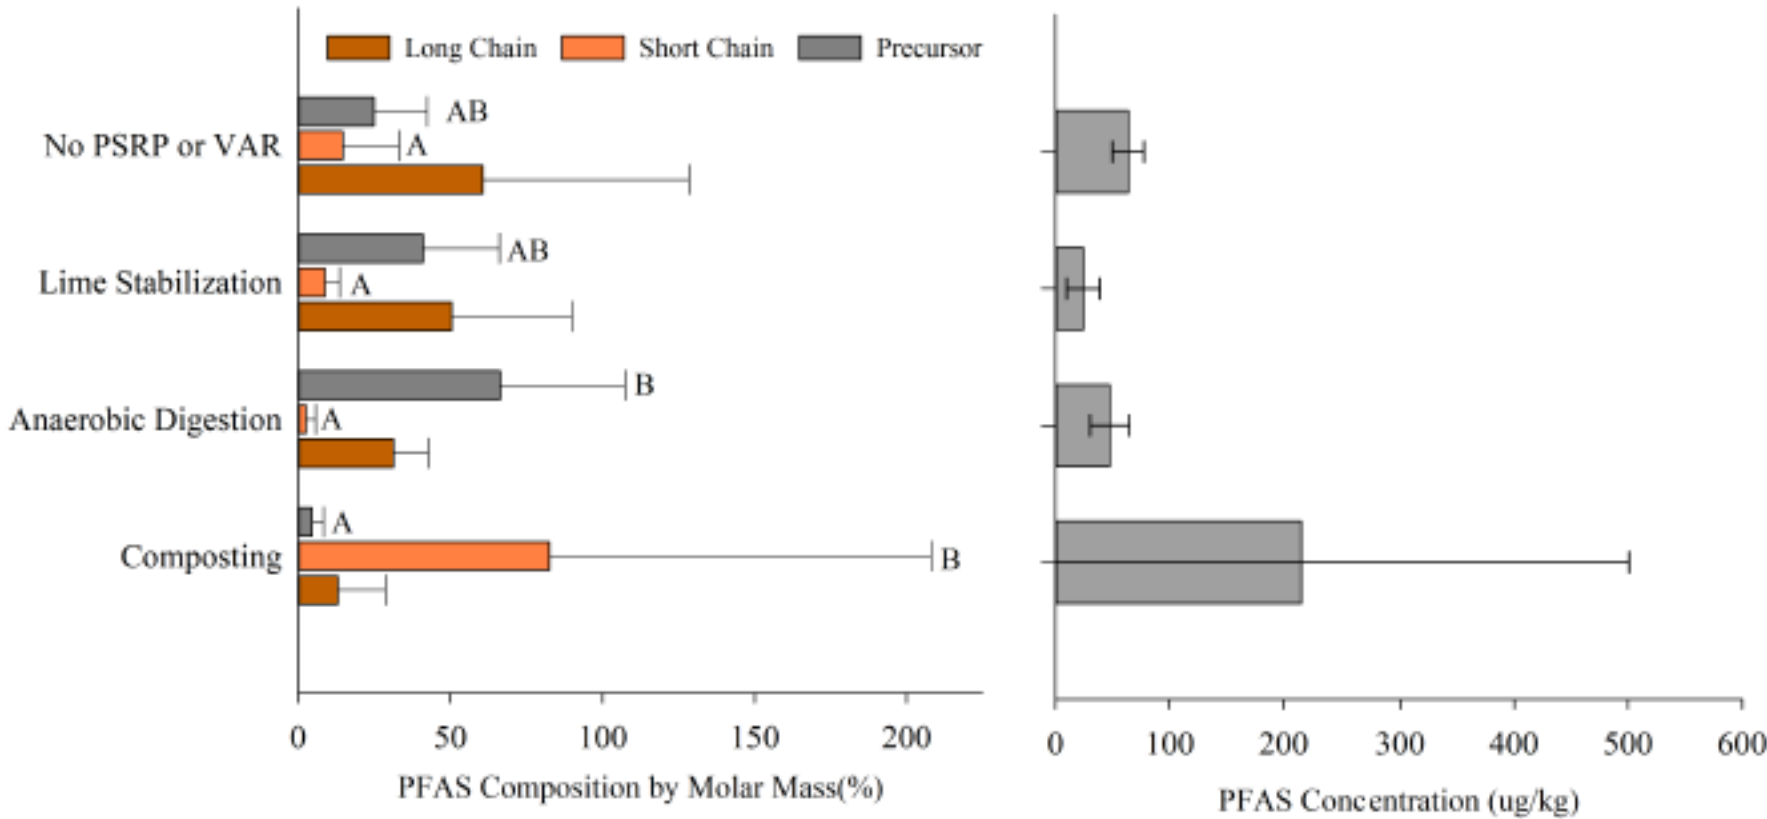 Long Chain Short Chain Precursor
No PSRP or VAR
AB
A
Lime Stabilization
AB
A
Anaerobic Digestion
B
A
Composting
A
B
0 50 100 150 200
PFAS Composition by Molar Mass(%)
0 100 200 300 400 500 600
PFAS Concentration (ug/kg)